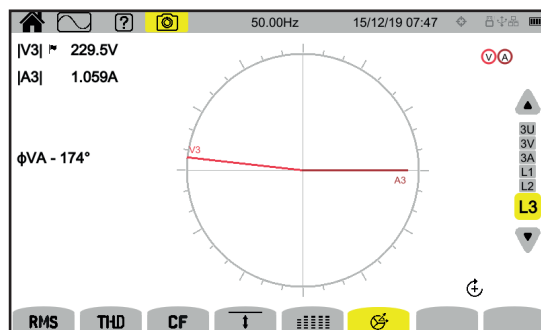 ? 50.00Hz 15/12/19 07:47
|V3| 229.5V
|A3| 1.059A
V A
V3
A3
ϕVA - 174°
3U
3V
3A
L1
L2
L3
RMS THD CF